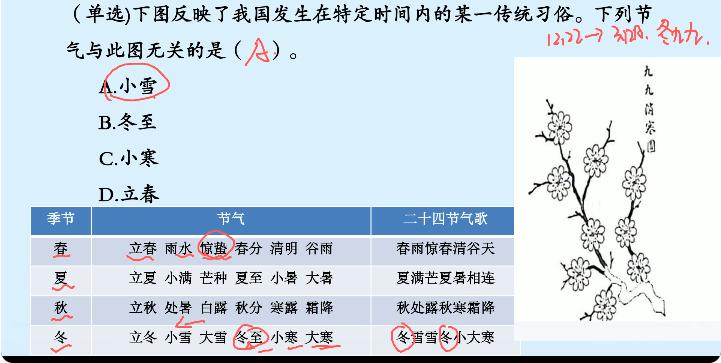 （单选)下图反映了我国发生在特定时间内的某一传统习俗。下列节
气与此图无关的是（A）。
12.22→3.20. 冬九九.
A.小雪
B.冬至
C.小寒
D.立春
九九消寒图
季节 节气 二十四节气歌
春 立春 雨水 惊蛰 春分 清明 谷雨 春雨惊春清谷天
夏 立夏 小满 芒种 夏至 小暑 大暑 夏满芒夏暑相连
秋 立秋 处暑 白露 秋分 寒露 霜降 秋处露秋寒霜降
冬 立冬 小雪 大雪 冬至 小寒 大寒 冬雪雪冬小大寒